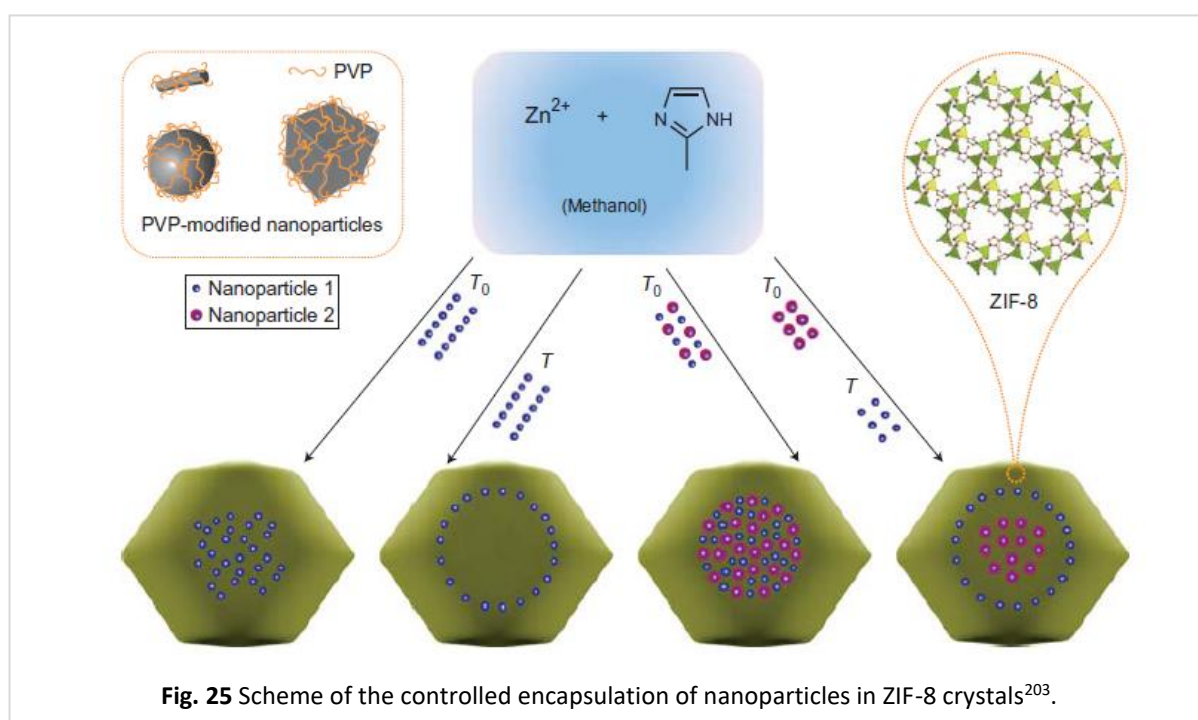 PVP
PVP-modified nanoparticles
Zn2+ + N NH
(Methanol)
ZIF-8
Nanoparticle 1
Nanoparticle 2
T0
T
T0
T0
T
Fig. 25 Scheme of the controlled encapsulation of nanoparticles in ZIF-8 crystals203.